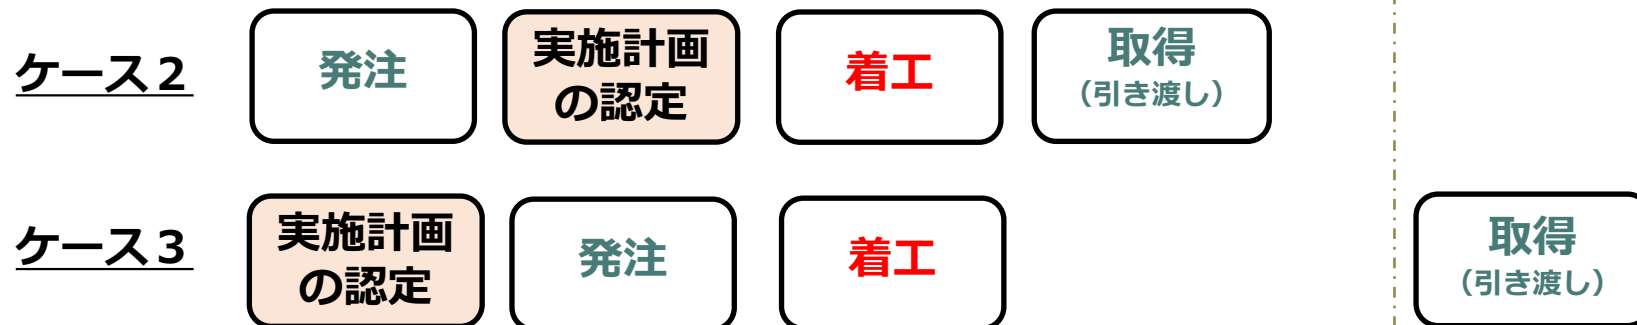 ケース2
発注
実施計画
の認定
着工
取得
（引き渡し）
ケース3
実施計画
の認定
発注
着工
取得
（引き渡し）